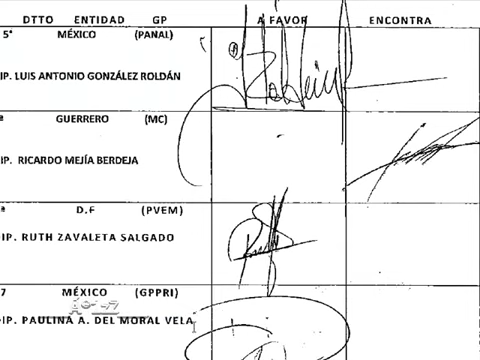 DTTO ENTIDAD GP A FAVOR ENCONTRA
5ª MÉXICO (PANAL)
IP. LUIS ANTONIO GONZÁLEZ ROLDÁN
ª GUERRERO (MC)
IP. RICARDO MEJÍA BERDEJA
ª D.F (PVEM)
IP. RUTH ZAVALETA SALGADO
7 MÉXICO (GPPRI)
IP. PAULINA A. DEL MORAL VELA